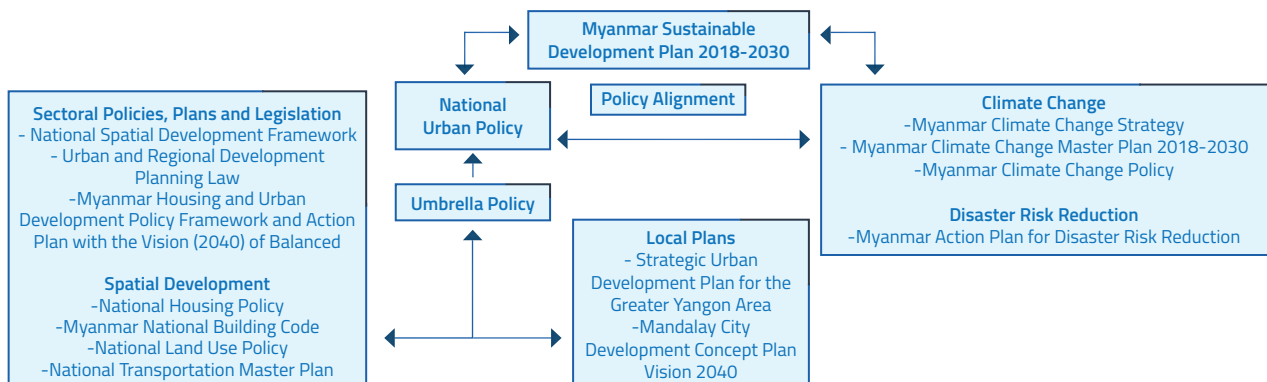 Myanmar Sustainable
Development Plan 2018-2030
National
Urban Policy
Policy Alignment
Umbrella Policy
Sectoral Policies, Plans and Legislation
- National Spatial Development Framework
- Urban and Regional Development
Planning Law
-Myanmar Housing and Urban
Development Policy Framework and Action
Plan with the Vision (2040) of Balanced
Spatial Development
-National Housing Policy
-Myanmar National Building Code
-National Land Use Policy
-National Transportation Master Plan
Local Plans
- Strategic Urban
Development Plan for the
Greater Yangon Area
-Mandalay City
Development Concept Plan
Vision 2040
Climate Change
-Myanmar Climate Change Strategy
- Myanmar Climate Change Master Plan 2018-2030
-Myanmar Climate Change Policy
Disaster Risk Reduction
-Myanmar Action Plan for Disaster Risk Reduction